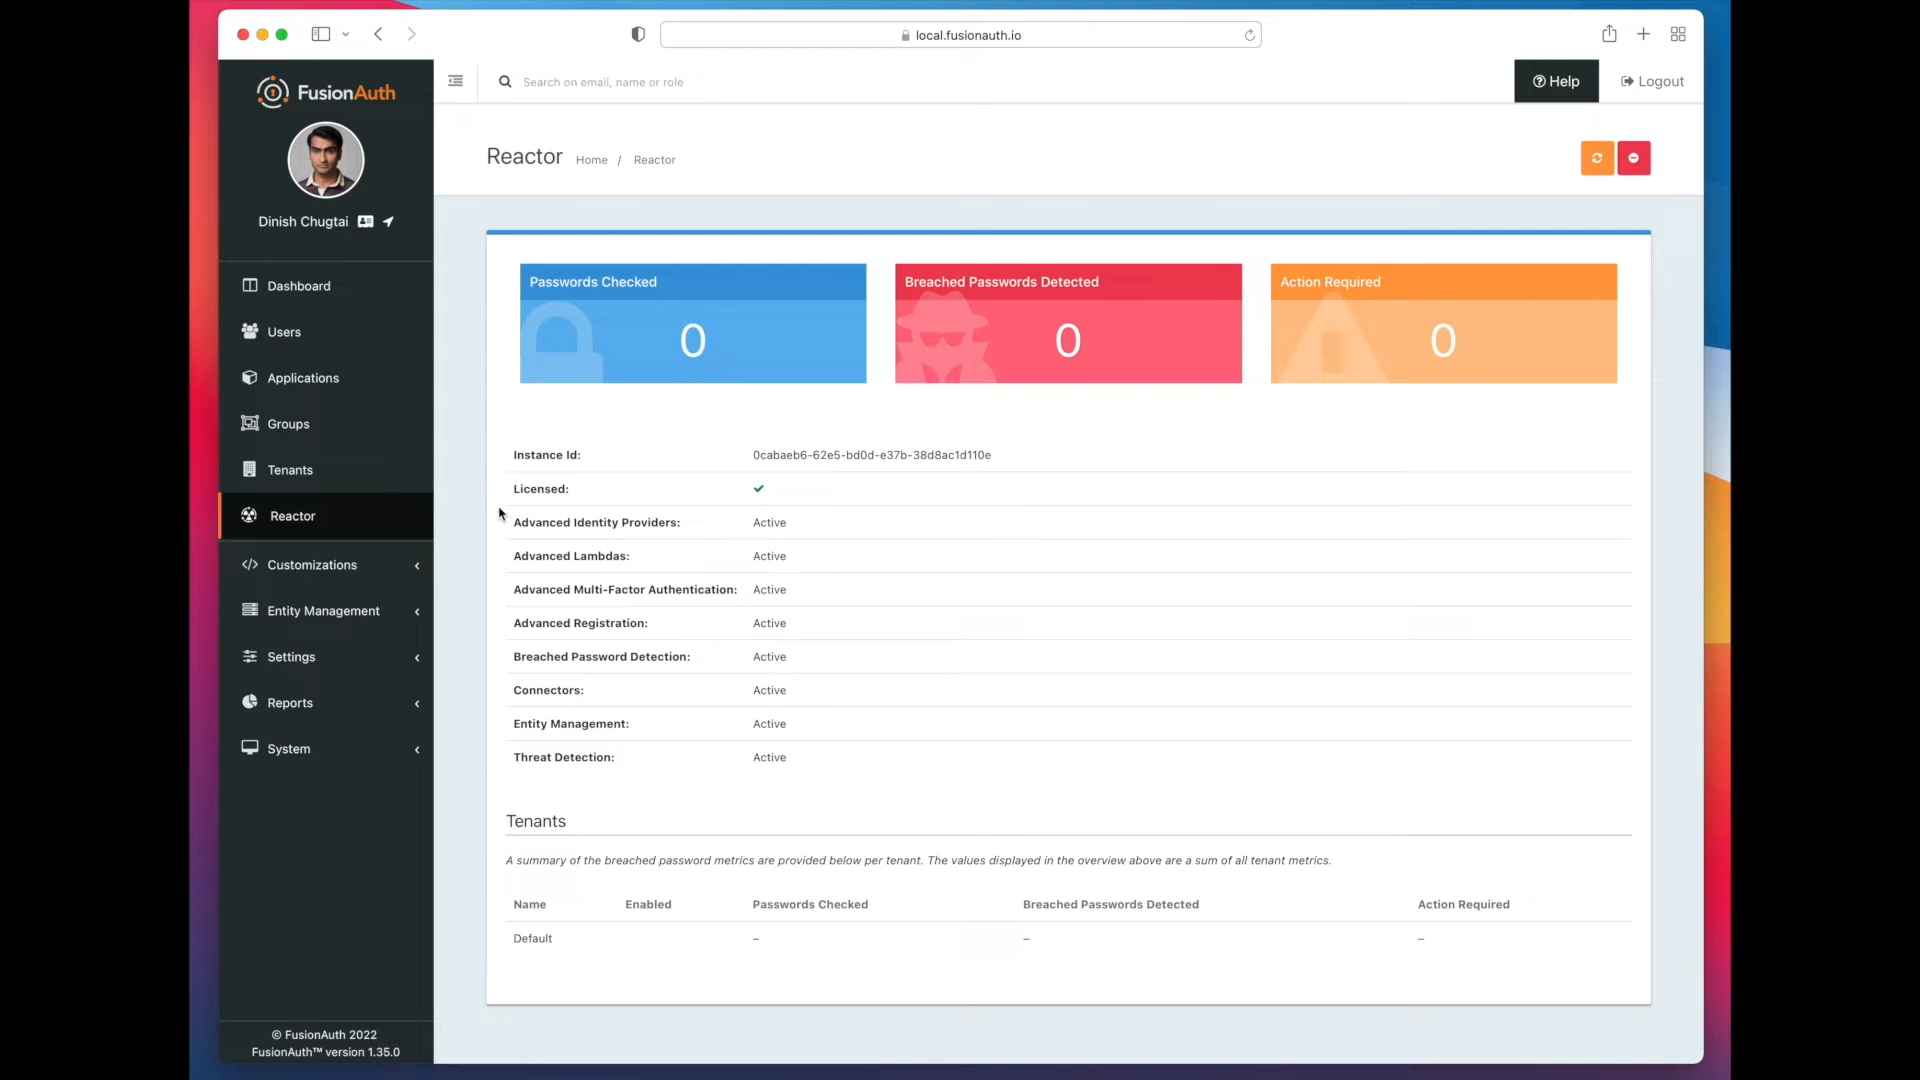 local.fusionauth.io
FusionAuth
Search on email, name or role
Help
Logout
Dinish Chugtai
Dashboard
Users
Applications
Groups
Tenants
Reactor
Customizations
Entity Management
Settings
Reports
System
© FusionAuth 2022
FusionAuth™ version 1.35.0
Reactor Home / Reactor
Passwords Checked
0
Breached Passwords Detected
0
Action Required
0
Instance Id: 0cabaeb6-62e5-bd0d-e37b-38d8ac1d110e
Licensed:
Advanced Identity Providers: Active
Advanced Lambdas: Active
Advanced Multi-Factor Authentication: Active
Advanced Registration: Active
Breached Password Detection: Active
Connectors: Active
Entity Management: Active
Threat Detection: Active
Tenants
A summary of the breached password metrics are provided below per tenant. The values displayed in the overview above are a sum of all tenant metrics.
Name Enabled Passwords Checked Breached Passwords Detected Action Required
Default – – –